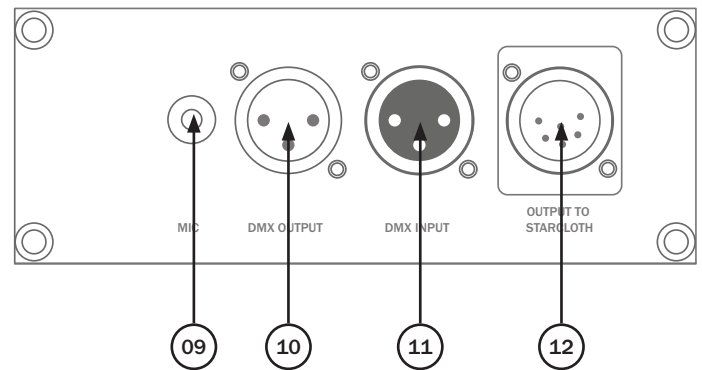 OUTPUT TO
MIC DMX OUTPUT DMX INPUT STARCLOTH
09 10 11 12